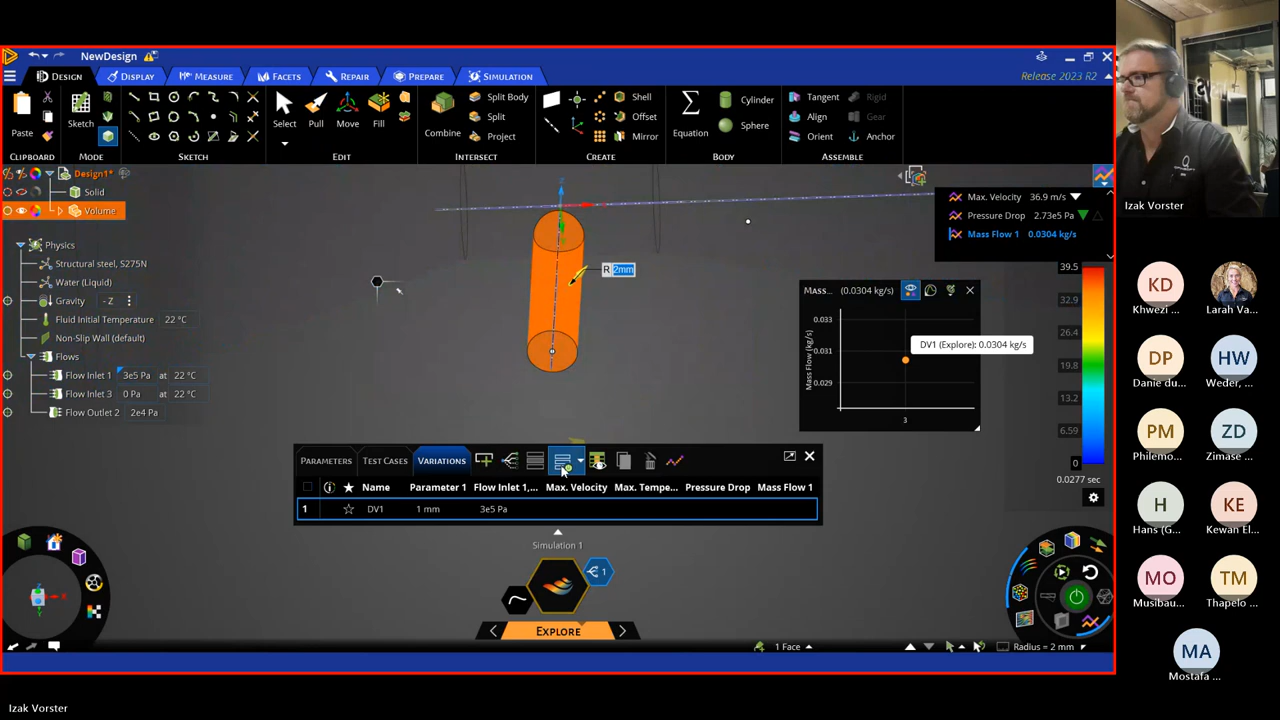 NewDesign
DESIGN DISPLAY MEASURE FACETS REPAIR PREPARE SIMULATION
Release 2023 R2
Paste
Sketch
Select Pull Move Fill
Combine
Split Body
Split
Project
Shell
Offset
Mirror
Equation
Cylinder
Sphere
Tangent
Align
Orient
Rigid
Gear
Anchor
CLIPBOARD MODE SKETCH EDIT INTERSECT CREATE BODY ASSEMBLE
Design1*
Solid
Volume
Physics
Structural steel, S275N
Water (Liquid)
Gravity - Z
Fluid Initial Temperature 22 °C
Non-Slip Wall (default)
Flows
Flow Inlet 1 3e5 Pa at 22 °C
Flow Inlet 3 0 Pa at 22 °C
Flow Outlet 2 2e4 Pa
Z
R 2mm
Max. Velocity 36.9 m/s
Pressure Drop 2.73e5 Pa
Mass Flow 1 0.0304 kg/s
39.5
32.9
26.4
19.8
13.2
6.59
0
0.0277 sec
MASS... (0.0304 kg/s)
Mass Flow (kg/s)
0.033
0.031
0.029
3
DV1 (Explore): 0.0304 kg/s
PARAMETERS TEST CASES VARIATIONS
Name Parameter 1 Flow Inlet 1,... Max. Velocity Max. Tempe... Pressure Drop Mass Flow 1
1 DV1 1 mm 3e5 Pa
Simulation 1
1
EXPLORE
1 Face
Radius = 2 mm
Izak Vorster
KD
Khwezi ...
Larah Va...
DP
Danie du...
HW
Weder, ...
PM
Philemo...
ZD
Zimase ...
H
Hans (G...
KE
Kewan El...
MO
Musibau...
TM
Thapelo ...
MA
Mostafa ...
Izak Vorster